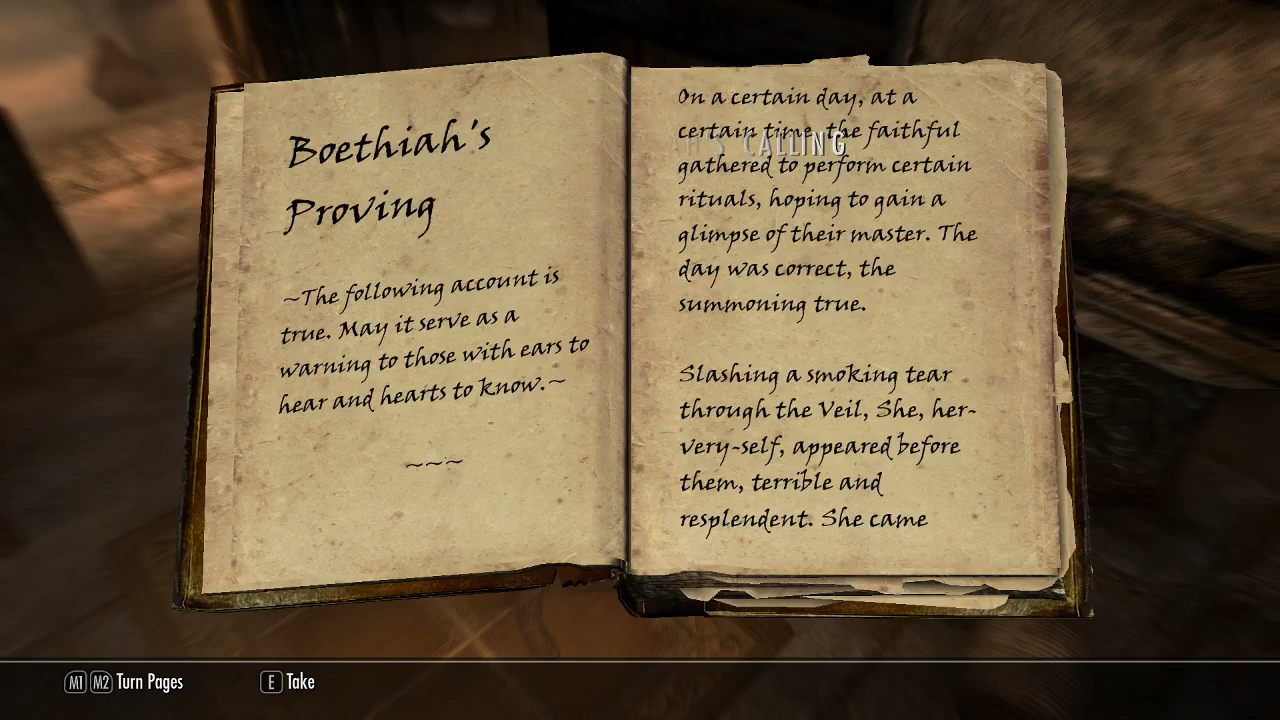 Boethiah's
Proving
~The following account is
true. May it serve as a
warning to those with ears to
hear and hearts to know.~
~~~
On a certain day, at a
certain time, the faithful
H'S CALLING
gathered to perform certain
rituals, hoping to gain a
glimpse of their master. The
day was correct, the
summoning true.
Slashing a smoking tear
through the Veil, She, her-
very-self, appeared before
them, terrible and
resplendent. She came
M1 M2 Turn Pages
E Take